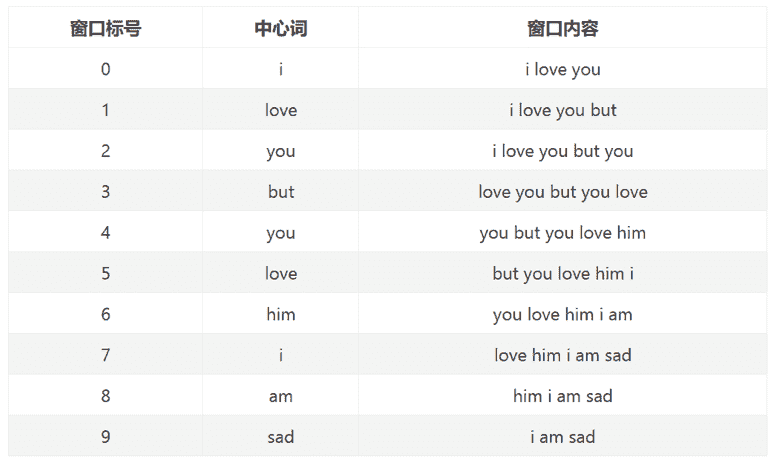 窗口标号 中心词 窗口内容
0 i i love you
1 love i love you but
2 you i love you but you
3 but love you but you love
4 you you but you love him
5 love but you love him i
6 him you love him i am
7 i love him i am sad
8 am him i am sad
9 sad i am sad